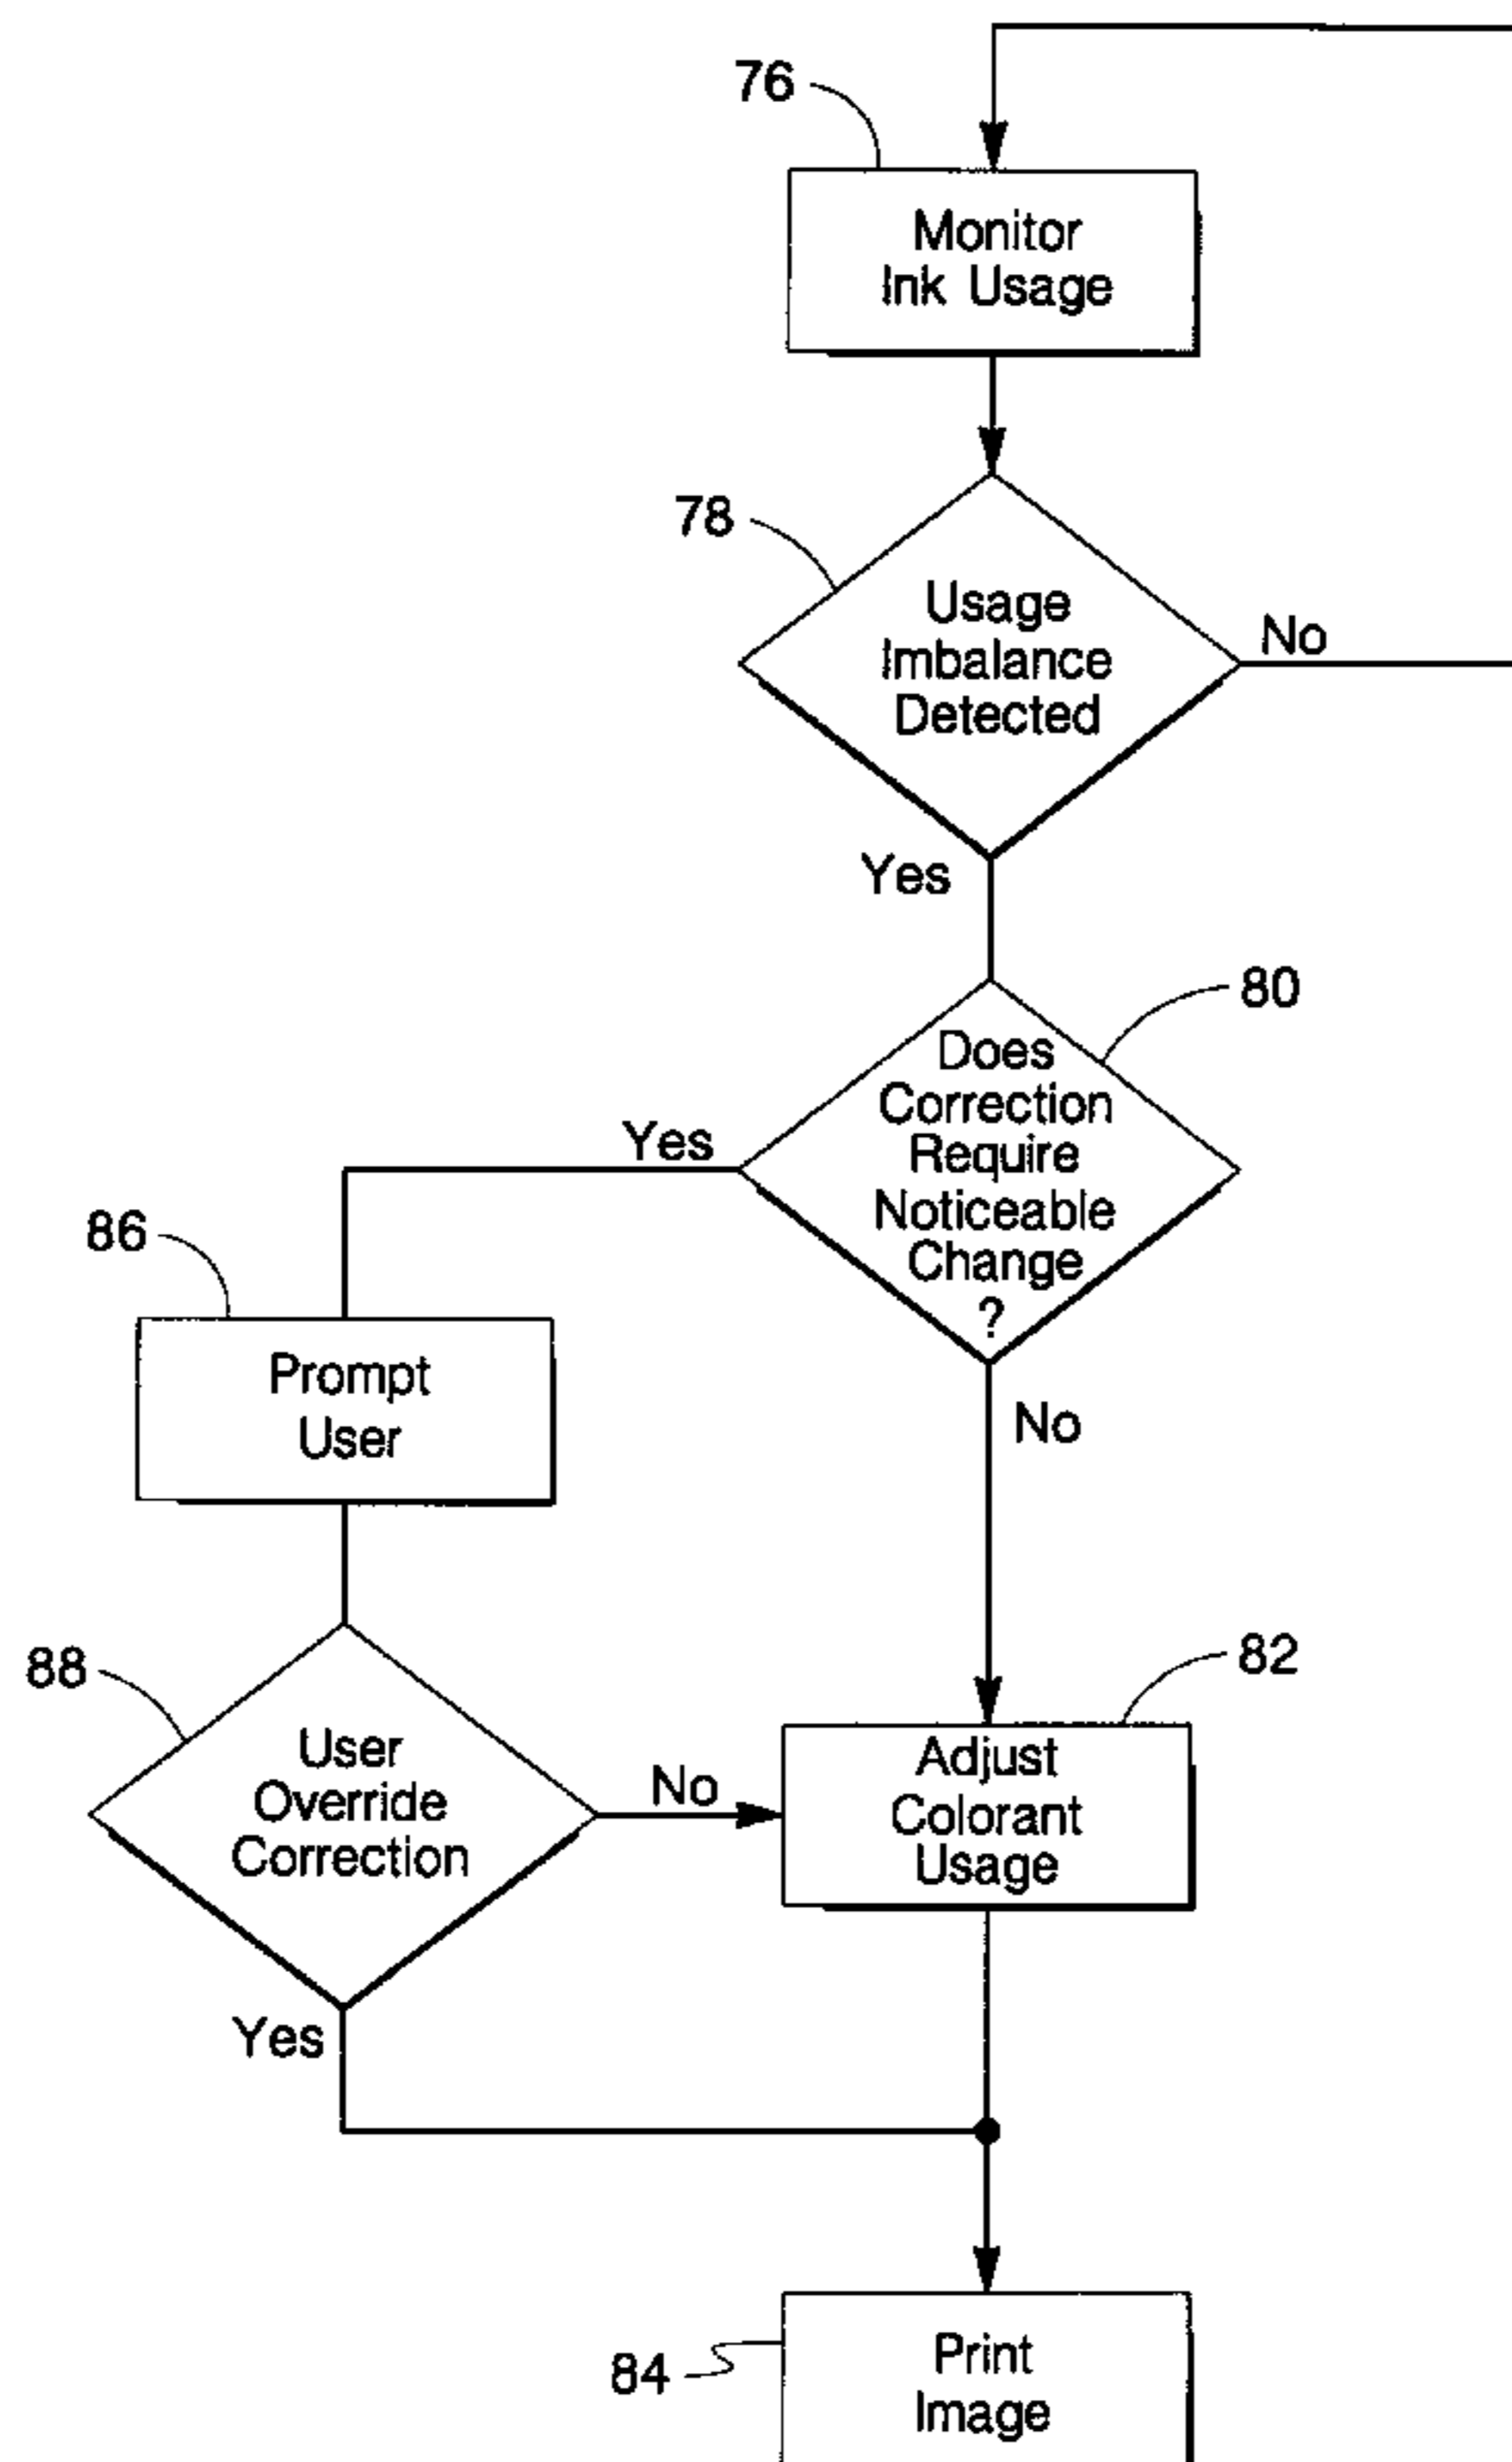 76
Monitor
Ink Usage
78
Usage
Imbalance
Detected
No
Yes
80
Does
Correction
Require
Noticeable
Change
?
Yes
86
Prompt
User
No
88
User
Override
Correction
No
82
Adjust
Colorant
Usage
Yes
84
Print
Image